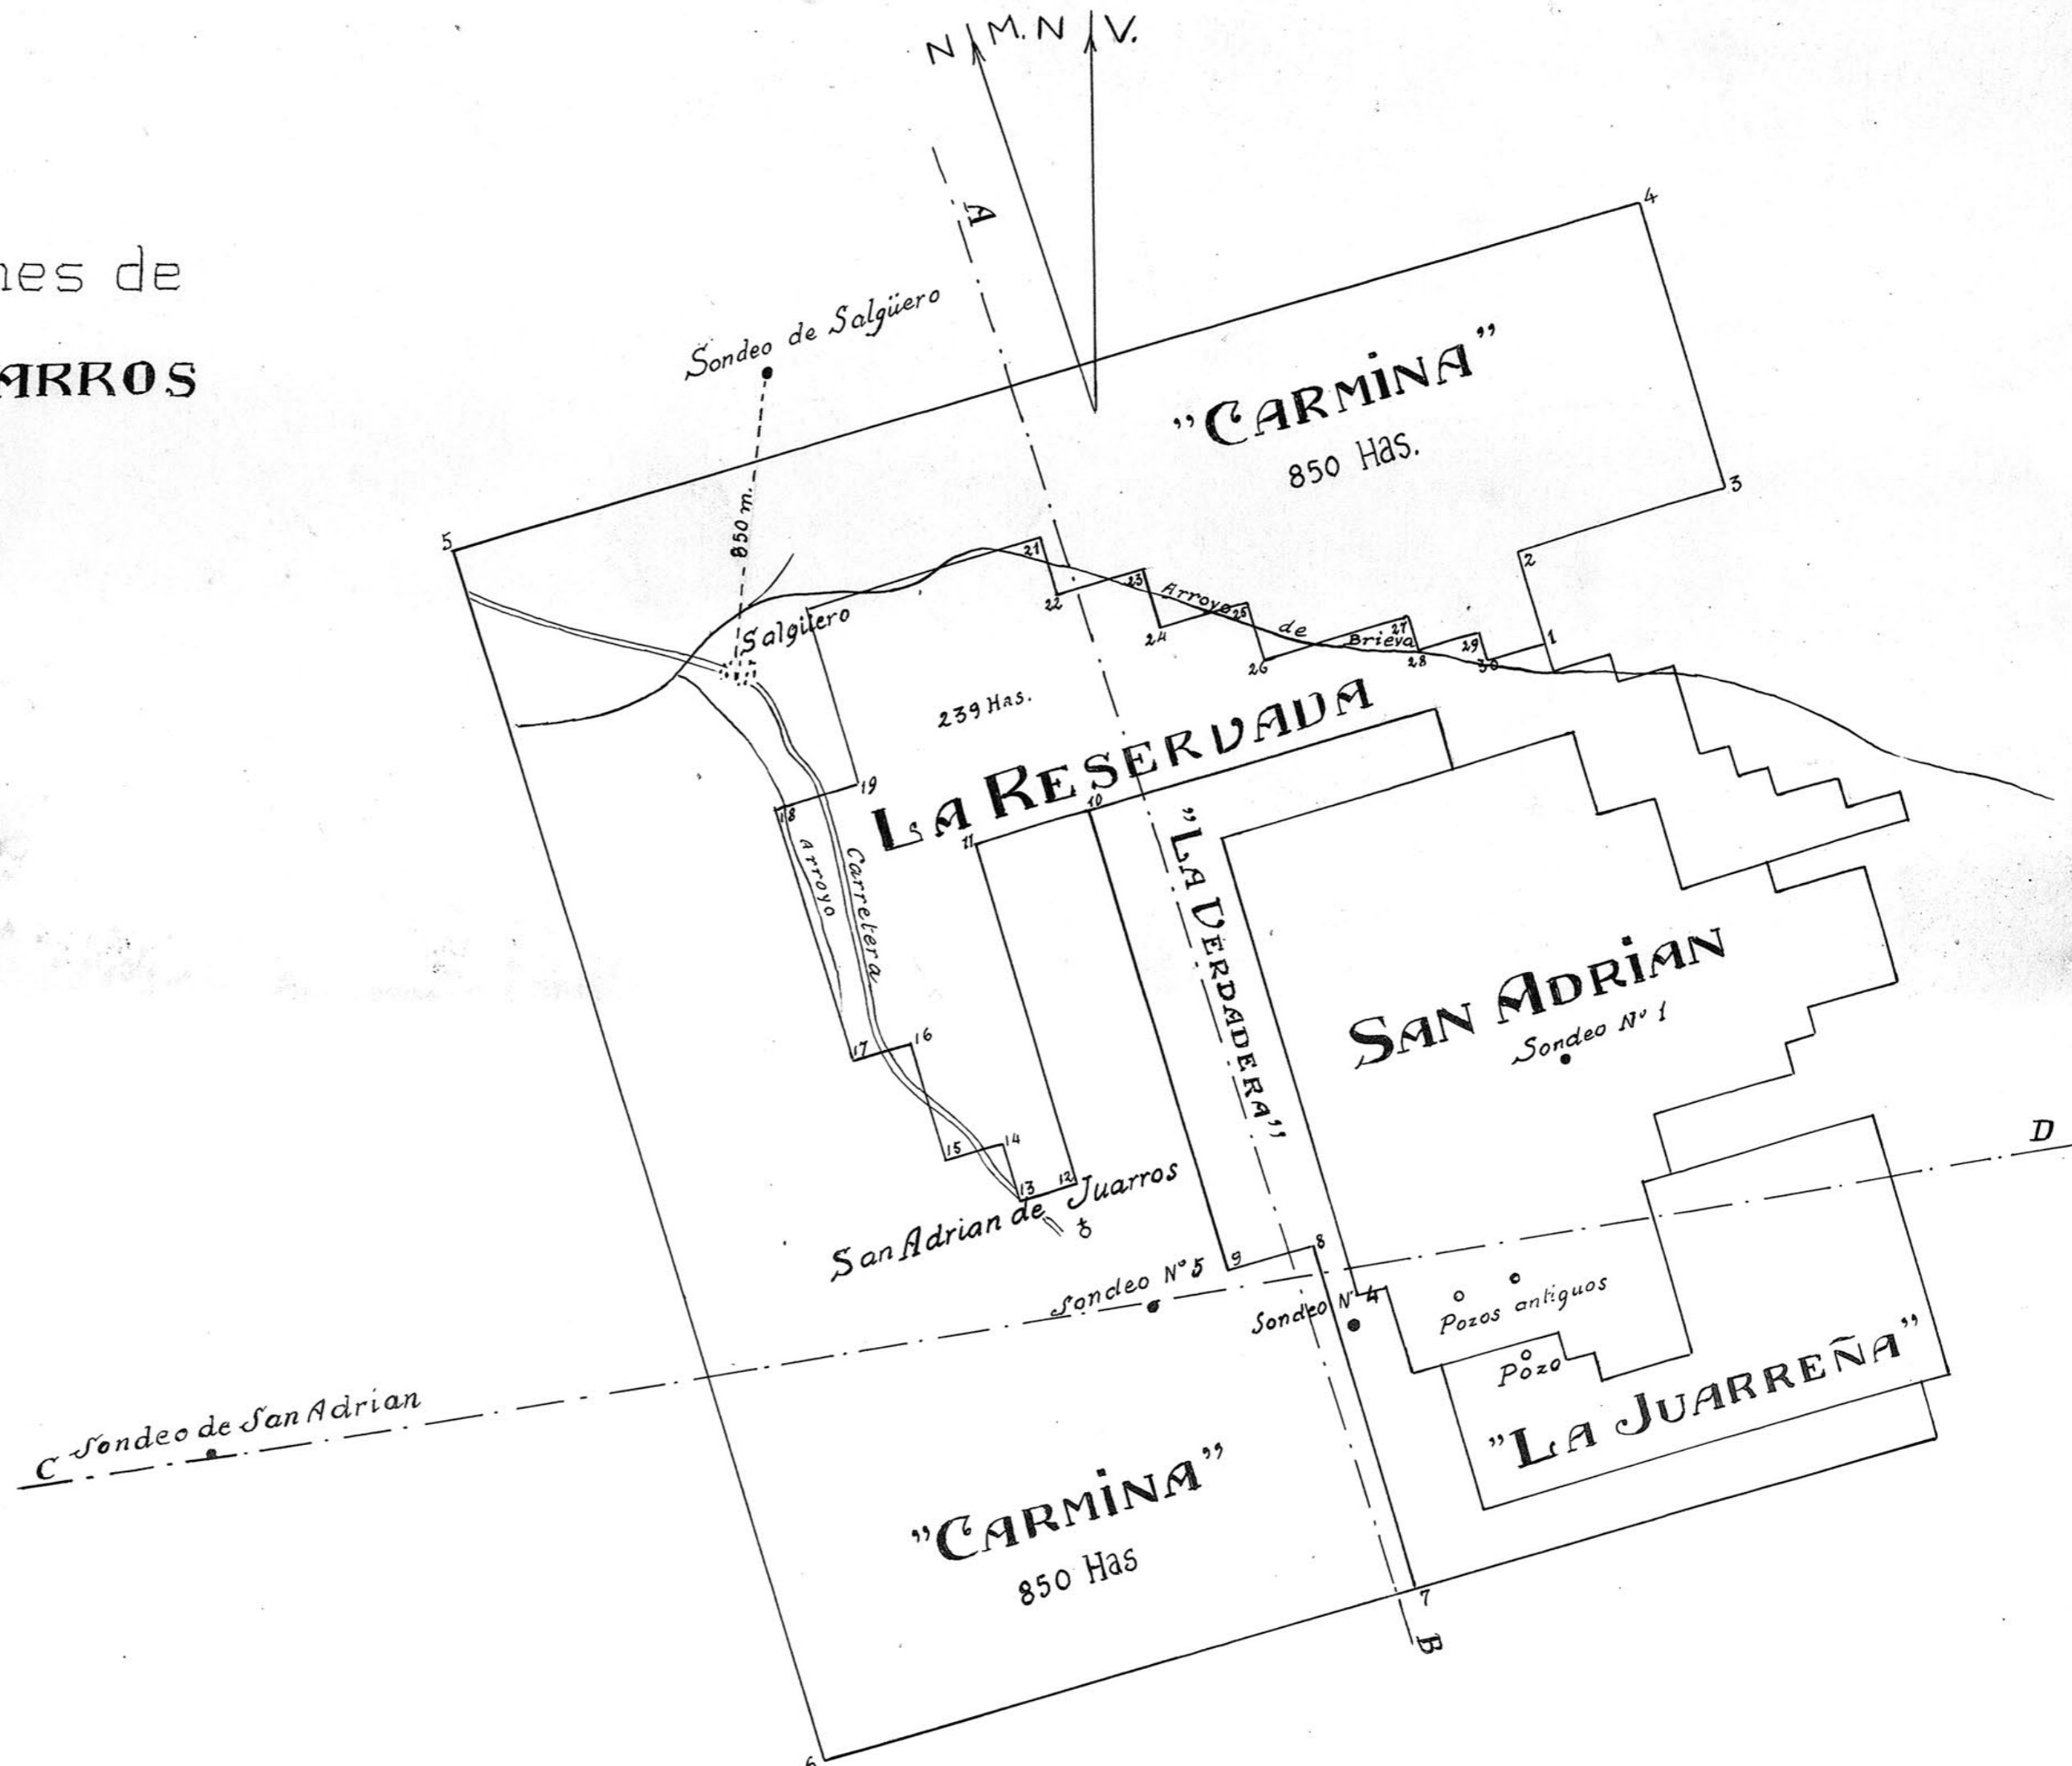 N M. N V.
A
4
nes de
ARROS
Sondeo de Salgüero
"CARMINA"
850 Has.
850 m.
3
5
21
2
22
23
Arroyo de Brieva
24
25
26
27
28
29
30
1
Salgüero
239 Has.
LA RESERVADA
19
18
10
11
Arroyo
Carretera
"LA VERDADERA"
SAN ADRIAN
Sondeo Nº 1
17
16
15
14
13
12
San Adrian de Juarros
D
9
8
Sondeo Nº 5
Sondeo Nº 4
Pozos antiguos
Pozo
"LA JUARREÑA"
C
Sondeo de San Adrian
"CARMINA"
850 Has
7
B
6